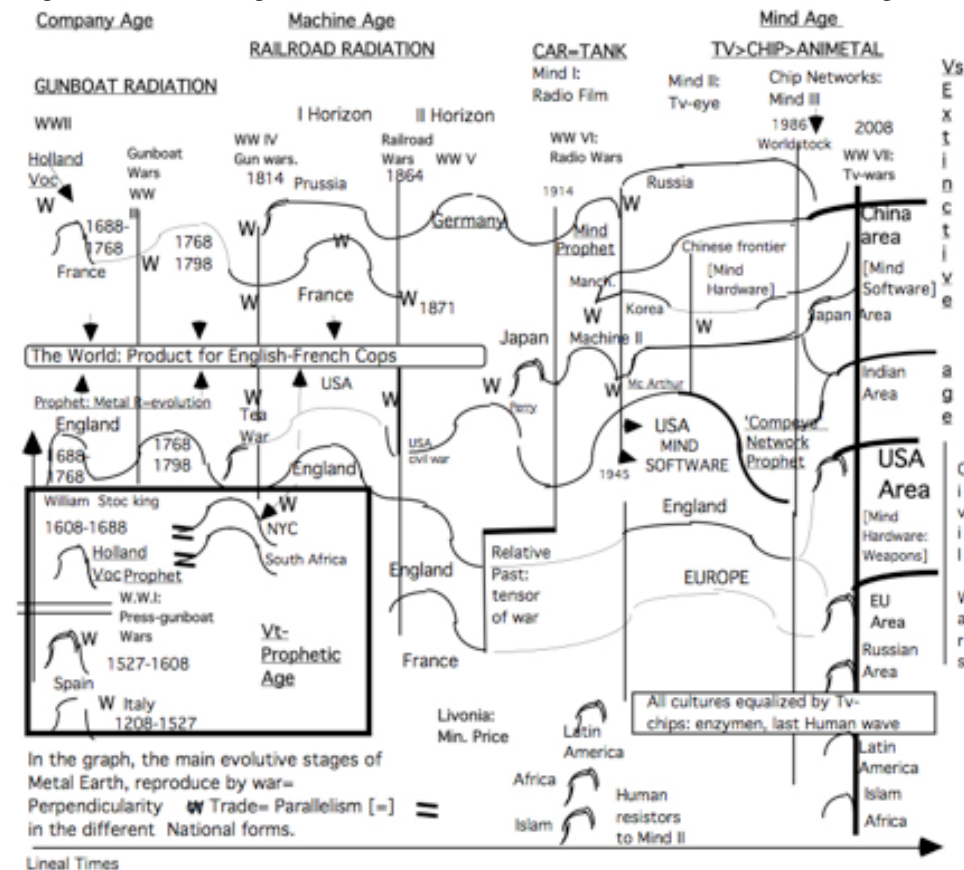 Company Age
Machine Age
Mind Age
RAILROAD RADIATION
CAR=TANK
TV>CHIP>ANIMETAL
GUNBOAT RADIATION
Mind I:
Radio Film
Mind II:
Tv-eye
Chip Networks:
Mind III
Vs
E
x
t
i
n
c
t
i
v
e
a
g
e
I Horizon
II Horizon
WWII
1986
Worldstock
2008
Holland
Voc
W
Gunboat
Wars
WW
II
WW IV
Gun wars.
1814
Prussia
Railroad
Wars
1864
WW V
WW VI:
Radio Wars
1914
WW VII:
Tv-wars
Russia
W
1688-
1768
France
W
1768
1798
W
W
Germany
Mind
Prophet
W
China
area
Chinese frontier
[Mind
Hardware]
[Mind
Software]
Manch.
Korea
W
France
W
W
1871
W
Japan Area
Japan
Machine II
The World: Product for English-French Cops
USA
Prophet: Metal R=evolution
England
1688-
1768
1768
1798
W
Tea
War
W
USA
civil war
W
Perry
W
Mc. Arthur
Indian
Area
USA
MIND
SOFTWARE
1945
'Compeye
Network
Prophet
USA
Area
[Mind
Hardware:
Weapons]
England
England
William Stoc king
1608-1688
W
NYC
South Africa
Holland
Voc Prophet
W.W.I:
Press-gunboat
Wars
W
1527-1608
Spain
W Italy
1208-1527
Vt-
Prophetic
Age
England
France
Relative
Past:
tensor
of war
EUROPE
EU
Area
Russian
Area
C
i
v
i
l
W
a
r
s
All cultures equalized by Tv-
chips: enzymen, last Human wave
Livonia:
Min. Price
Latin
America
Africa
Islam
Human
resistors
to Mind II
Latin
America
Islam
Africa
In the graph, the main evolutive stages of
Metal Earth, reproduce by war=
Perpendicularity W Trade= Parallelism [=]
in the different National forms.
Lineal Times